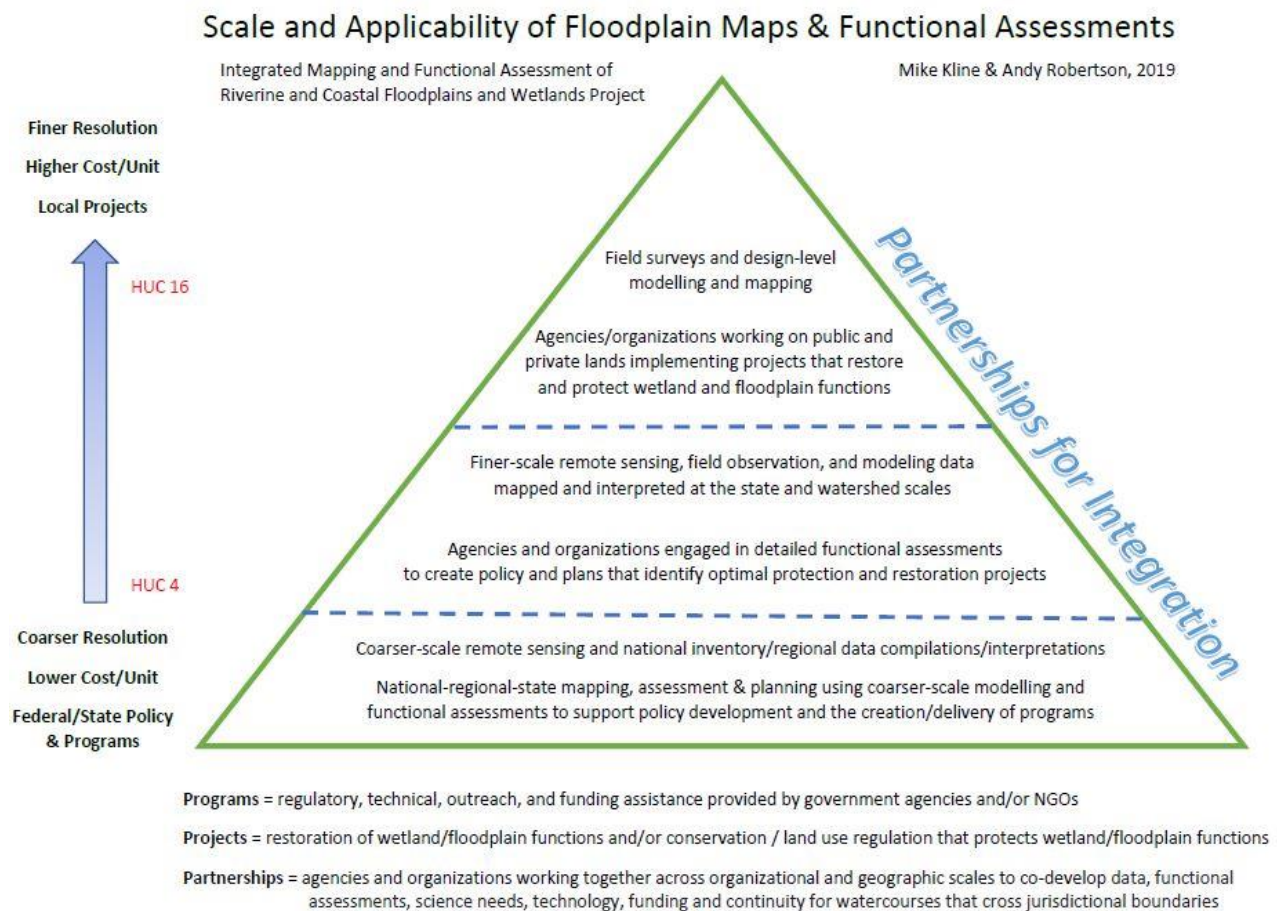 Scale and Applicability of Floodplain Maps & Functional Assessments
Integrated Mapping and Functional Assessment of
Riverine and Coastal Floodplains and Wetlands Project
Mike Kline & Andy Robertson, 2019
Finer Resolution
Higher Cost/Unit
Local Projects
HUC 16
HUC 4
Coarser Resolution
Lower Cost/Unit
Federal/State Policy
& Programs
Field surveys and design-level
modelling and mapping
Agencies/organizations working on public and
private lands implementing projects that restore
and protect wetland and floodplain functions
Finer-scale remote sensing, field observation, and modeling data
mapped and interpreted at the state and watershed scales
Agencies and organizations engaged in detailed functional assessments
to create policy and plans that identify optimal protection and restoration projects
Coarser-scale remote sensing and national inventory/regional data compilations/interpretations
National-regional-state mapping, assessment & planning using coarser-scale modelling and
functional assessments to support policy development and the creation/delivery of programs
Partnerships for Integration
Programs = regulatory, technical, outreach, and funding assistance provided by government agencies and/or NGOs
Projects = restoration of wetland/floodplain functions and/or conservation / land use regulation that protects wetland/floodplain functions
Partnerships = agencies and organizations working together across organizational and geographic scales to co-develop data, functional
assessments, science needs, technology, funding and continuity for watercourses that cross jurisdictional boundaries